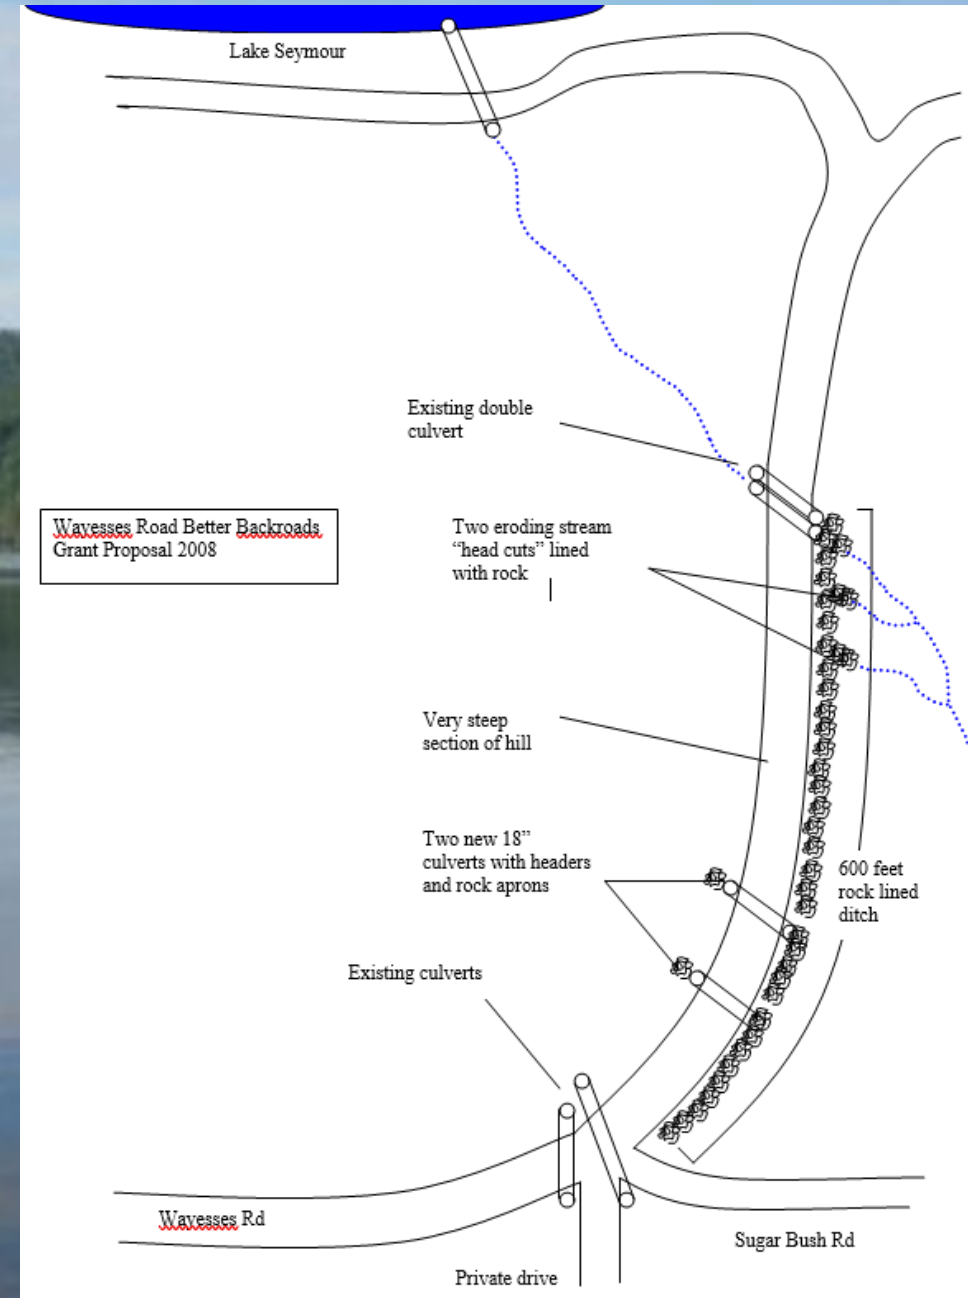 Lake Seymour
Existing double
culvert
Wayesses Road Better Backroads
Grant Proposal 2008
Two eroding stream
“head cuts” lined
with rock
Very steep
section of hill
Two new 18”
culverts with headers
and rock aprons
600 feet
rock lined
ditch
Existing culverts
Wayesses Rd
Sugar Bush Rd
Private drive